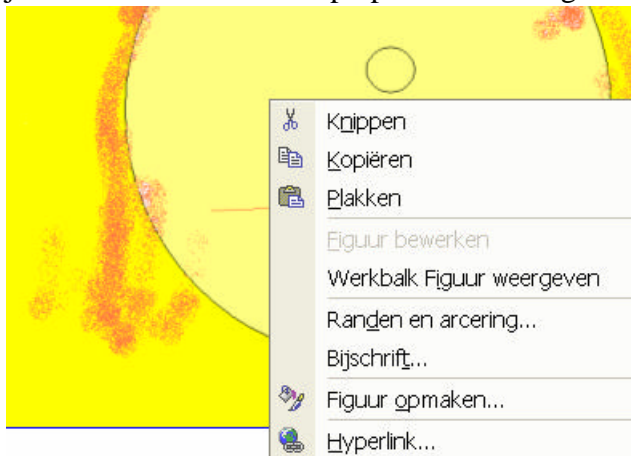 Knippen
Kopiëren
Plakken
Figuur bewerken
Werkbalk Figuur weergeven
Randen en arcering...
Bijschrift...
Figuur opmaken...
Hyperlink...